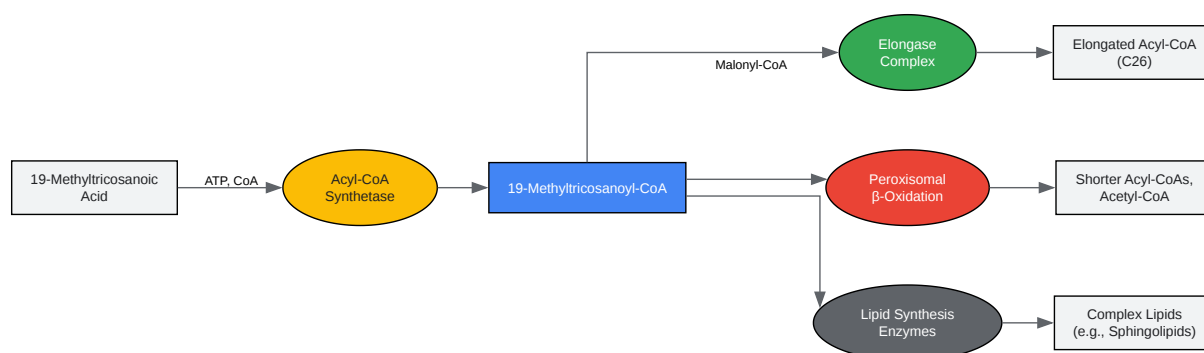 Elongase
Complex
Malonyl-CoA
Elongated Acyl-CoA
(C26)
19-Methyltricosanoic
Acid
ATP, CoA
Acyl-CoA
Synthetase
19-Methyltricosanoyl-CoA
Peroxisomal
β-Oxidation
Shorter Acyl-CoAs,
Acetyl-CoA
Lipid Synthesis
Enzymes
Complex Lipids
(e.g., Sphingolipids)